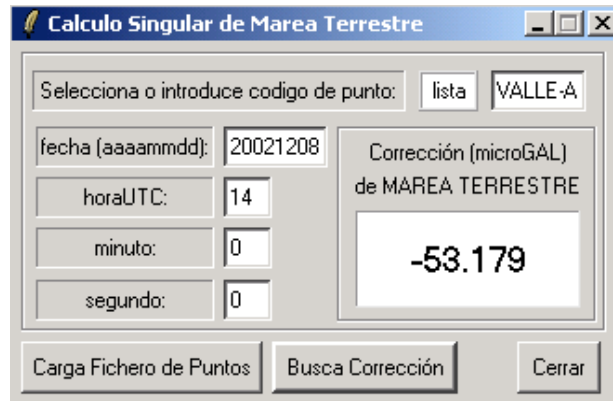 Calculo Singular de Marea Terrestre
Selecciona o introduce codigo de punto: lista VALLE-A
fecha (aaaammdd): 20021208
horaUTC: 14
minuto: 0
segundo: 0
Corrección (microGAL)
de MAREA TERRESTRE
-53.179
Carga Fichero de Puntos Busca Corrección Cerrar